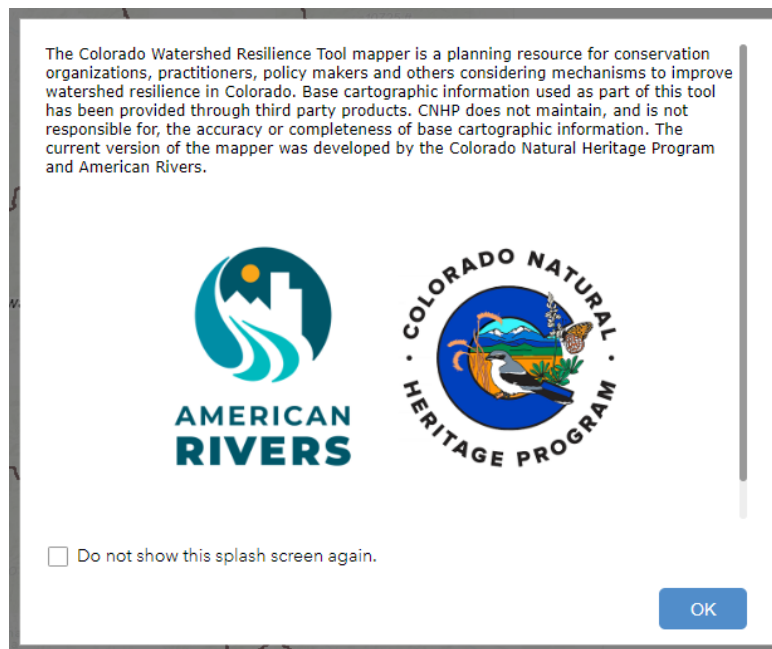 The Colorado Watershed Resilience Tool mapper is a planning resource for conservation
organizations, practitioners, policy makers and others considering mechanisms to improve
watershed resilience in Colorado. Base cartographic information used as part of this tool
has been provided through third party products. CNHP does not maintain, and is not
responsible for, the accuracy or completeness of base cartographic information. The
current version of the mapper was developed by the Colorado Natural Heritage Program
and American Rivers.
AMERICAN
RIVERS
COLORADO NATURAL
HERITAGE PROGRAM
Do not show this splash screen again.
OK